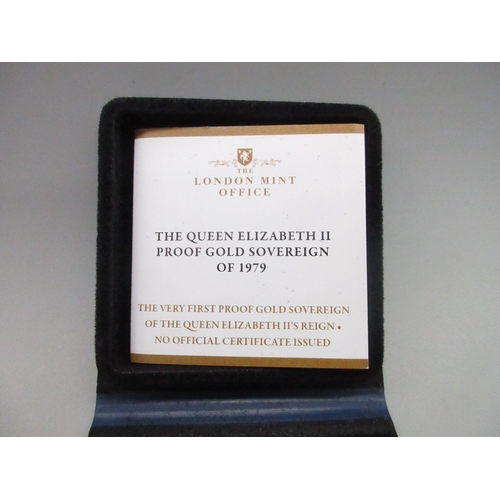 THE
LONDON MINT
OFFICE
THE QUEEN ELIZABETH II
PROOF GOLD SOVEREIGN
OF 1979
THE VERY FIRST PROOF GOLD SOVEREIGN
OF THE QUEEN ELIZABETH II'S REIGN •
NO OFFICIAL CERTIFICATE ISSUED